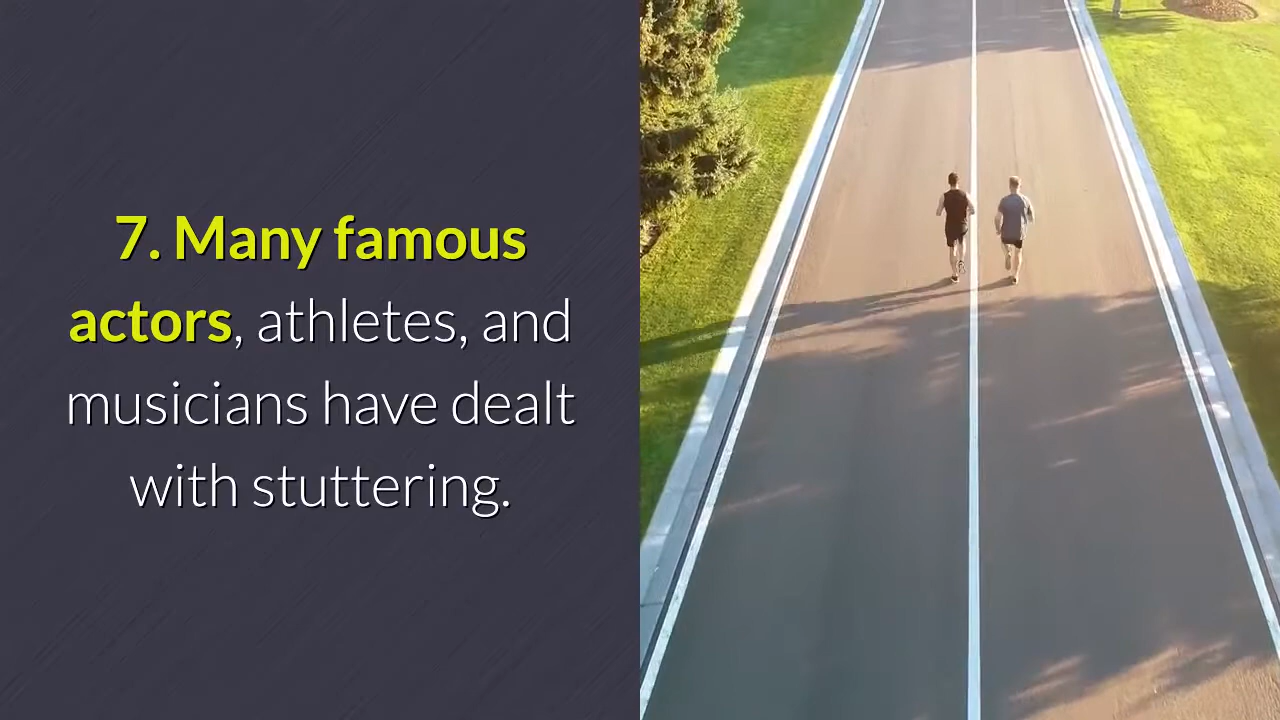 7. Many famous
actors, athletes, and
musicians have dealt
with stuttering.